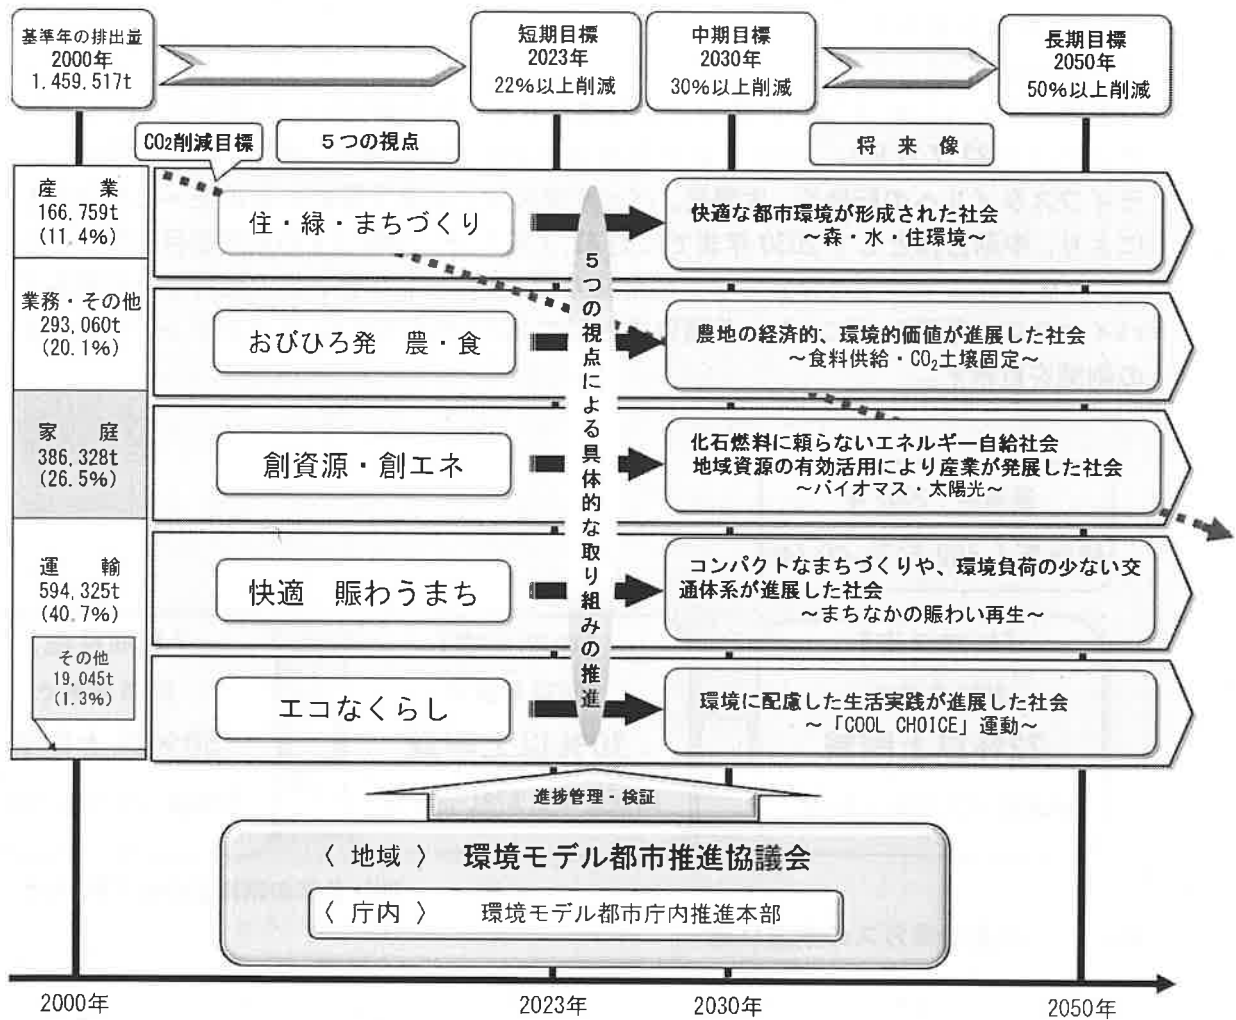 基準年の排出量
2000年
1,459,517t
短期目標
2023年
22%以上削減
中期目標
2030年
30%以上削減
長期目標
2050年
50%以上削減
CO₂削減目標
5つの視点
将来像
産業
166,759t
(11.4%)
業務・その他
293,060t
(20.1%)
家庭
386,328t
(26.5%)
運輸
594,325t
(40.7%)
その他
19,045t
(1.3%)
住・緑・まちづくり
おびひろ発 農・食
創資源・創エネ
快適 賑わうまち
エコなくらし
5つの視点による具体的な取り組みの推進
快適な都市環境が形成された社会
~森・水・住環境~
農地の経済的、環境的価値が進展した社会
~食料供給・CO₂土壌固定~
化石燃料に頼らないエネルギー自給社会
地域資源の有効活用により産業が発展した社会
~バイオマス・太陽光~
コンパクトなまちづくりや、環境負荷の少ない交
通体系が進展した社会
~まちなかの賑わい再生~
環境に配慮した生活実践が進展した社会
~「COOL CHOICE」運動~
進捗管理・検証
〈 地域 〉 環境モデル都市推進協議会
〈 庁内 〉 環境モデル都市庁内推進本部
2000年
2023年
2030年
2050年